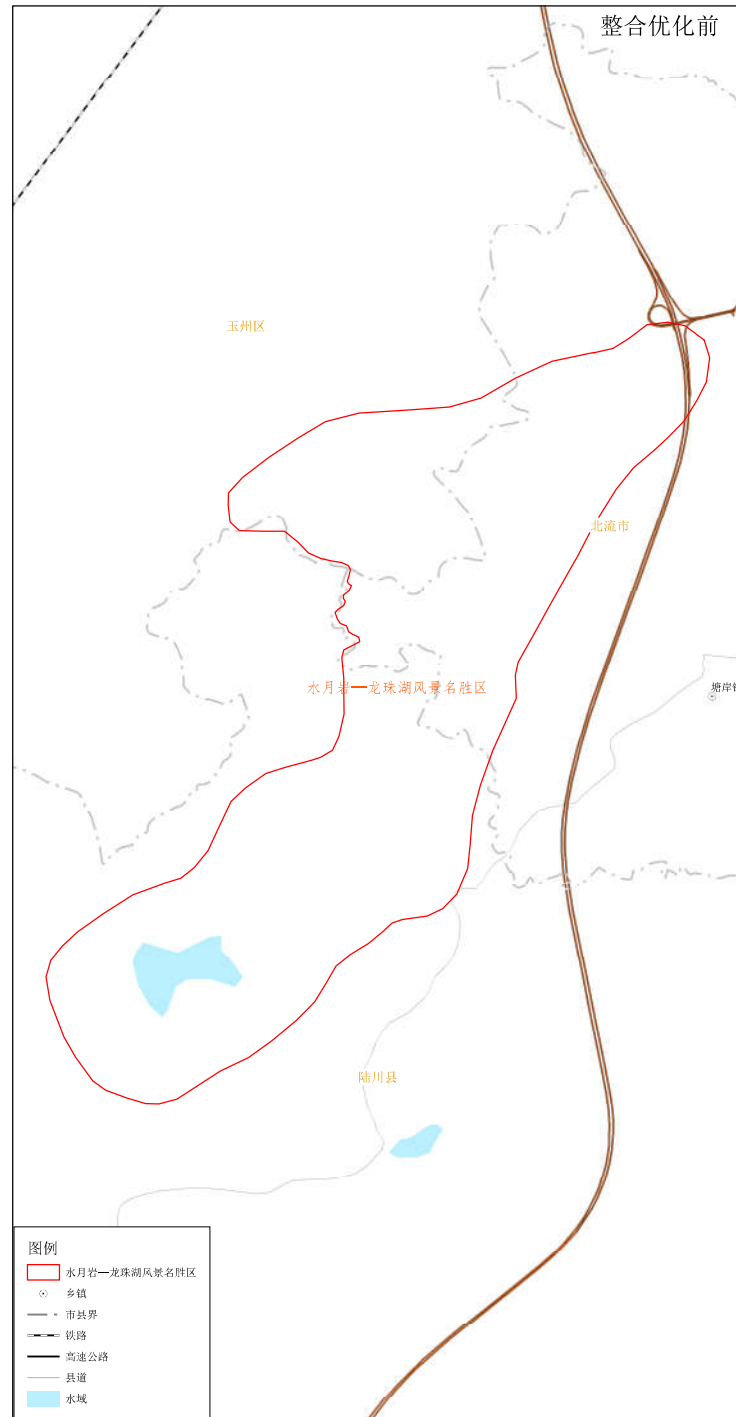 整合优化前
玉州区
北流市
水月岩—龙珠湖风景名胜区
塘岸
陆川县
图例
水月岩—龙珠湖风景名胜区
乡镇
市县界
铁路
高速公路
县道
水域